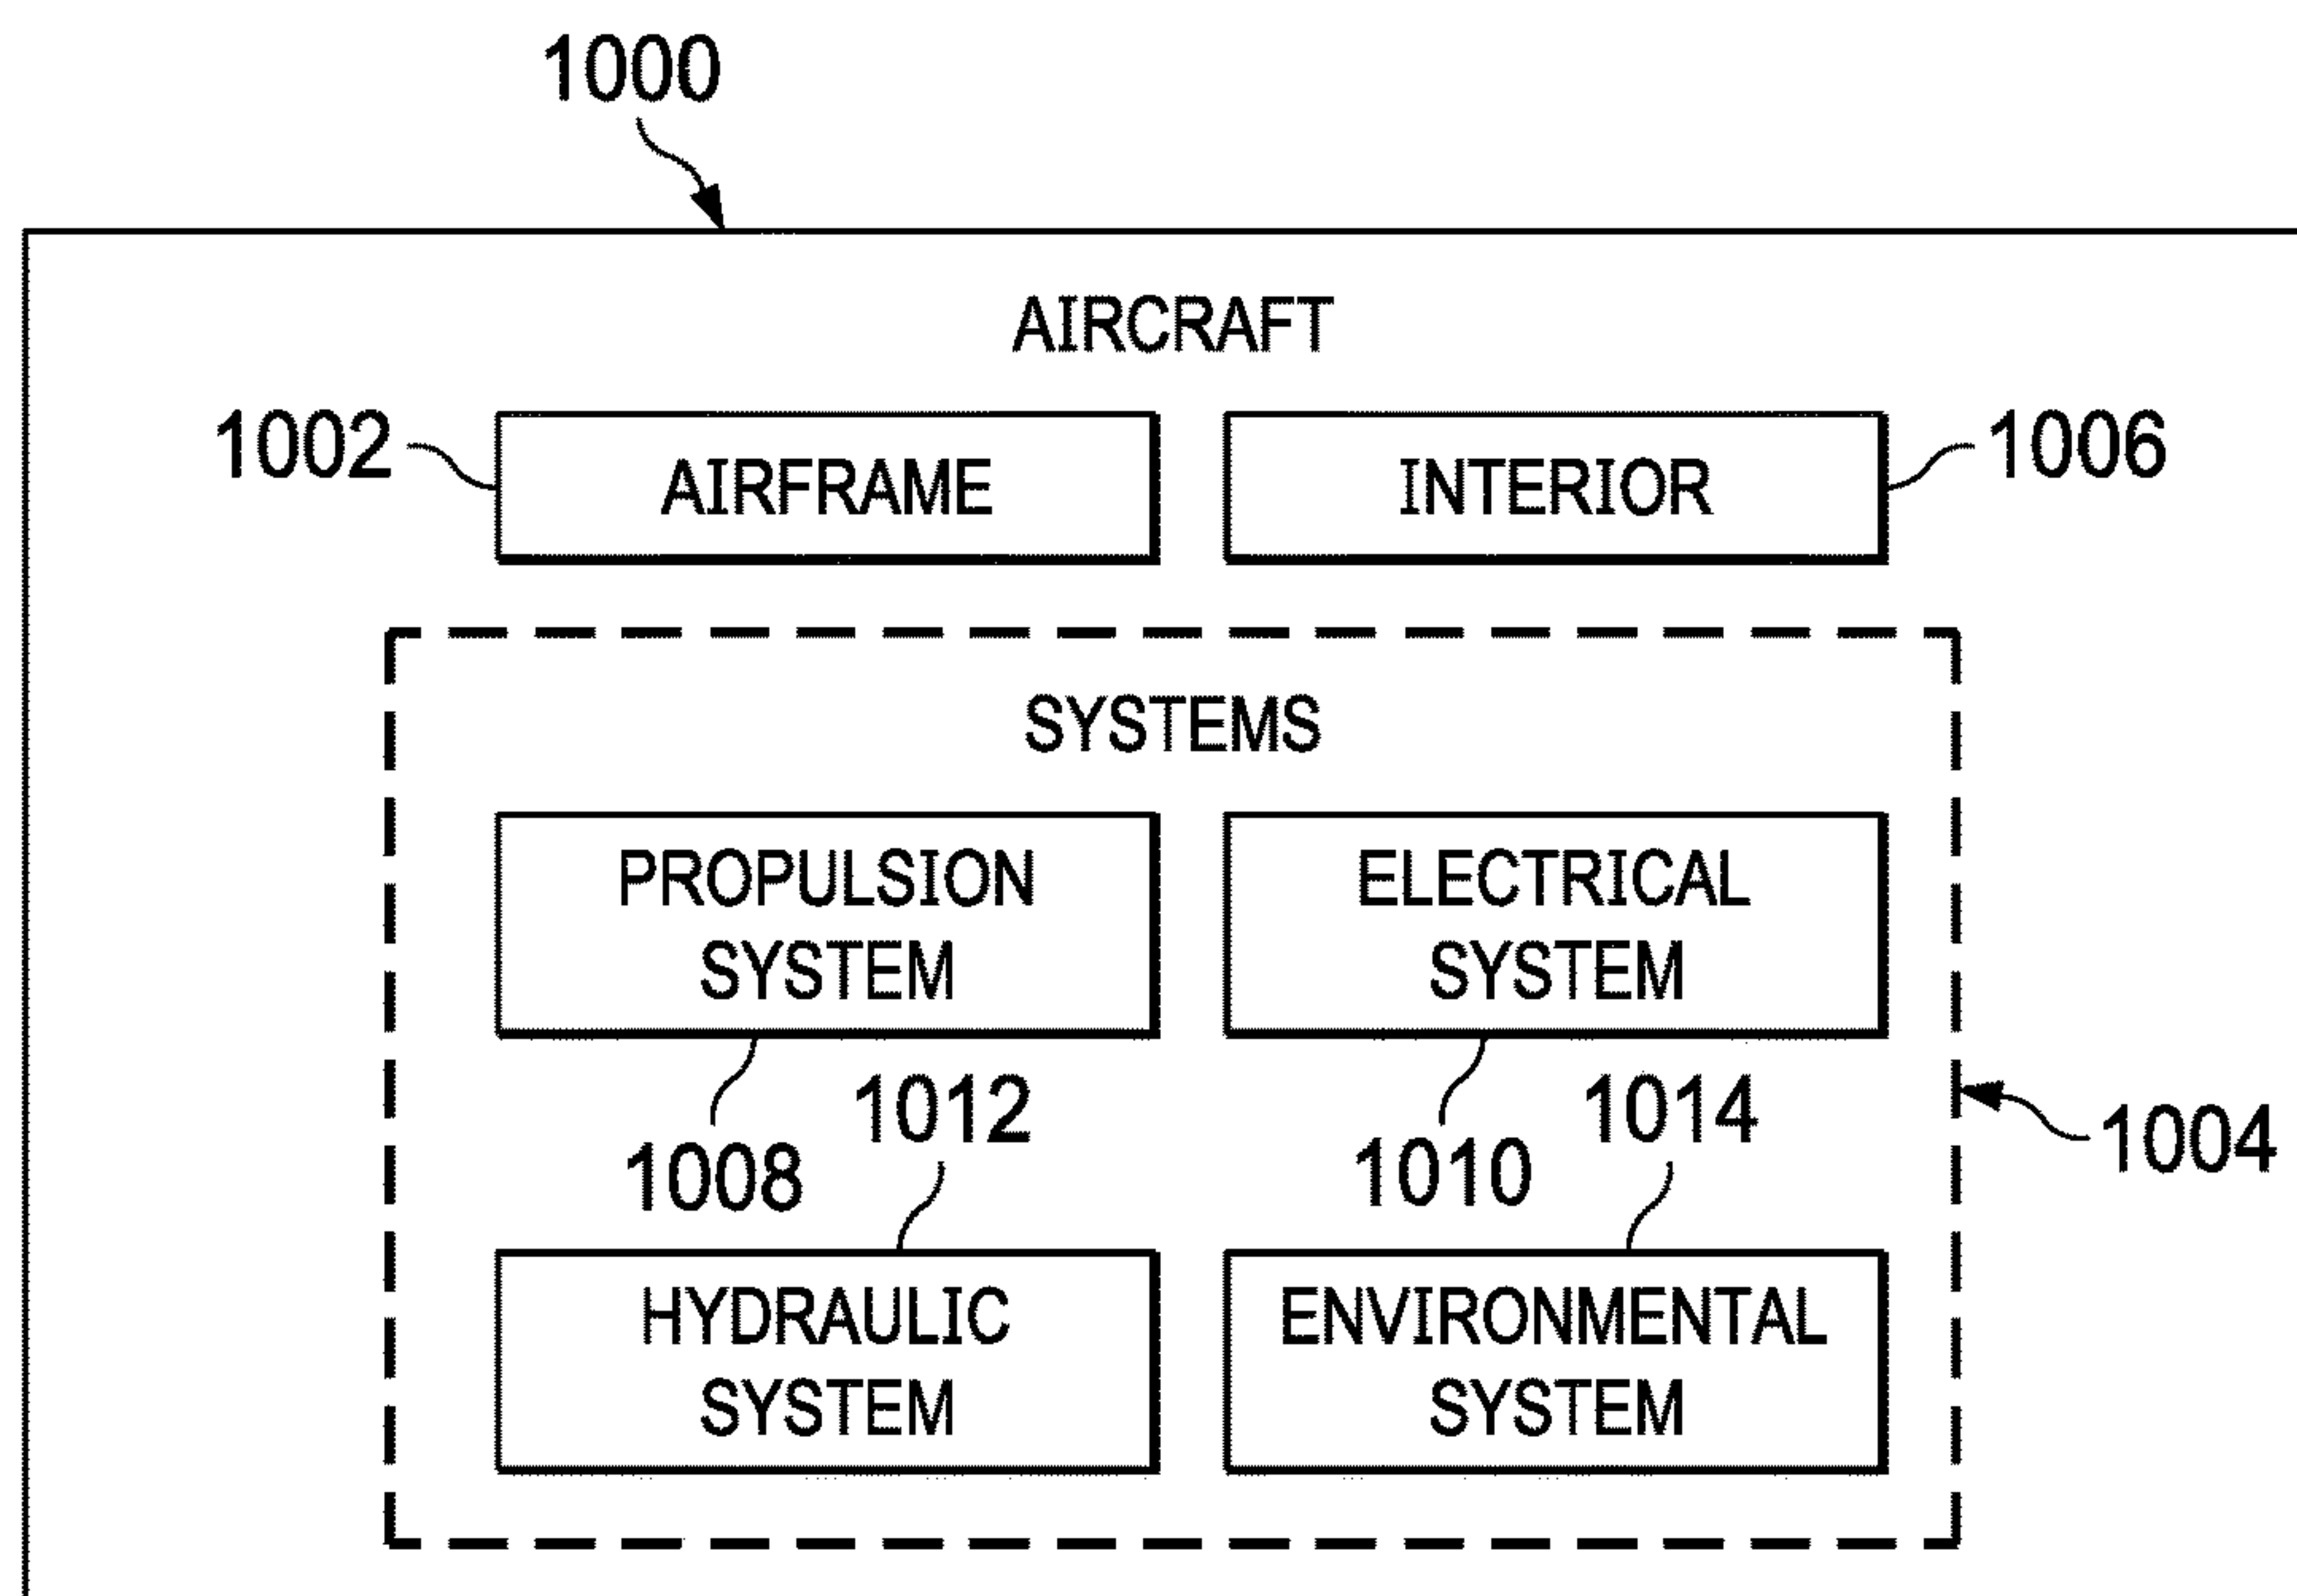 1000
AIRCRAFT
1002
AIRFRAME
INTERIOR
1006
SYSTEMS
PROPULSION
SYSTEM
ELECTRICAL
SYSTEM
1008
1012
1010
1014
1004
HYDRAULIC
SYSTEM
ENVIRONMENTAL
SYSTEM